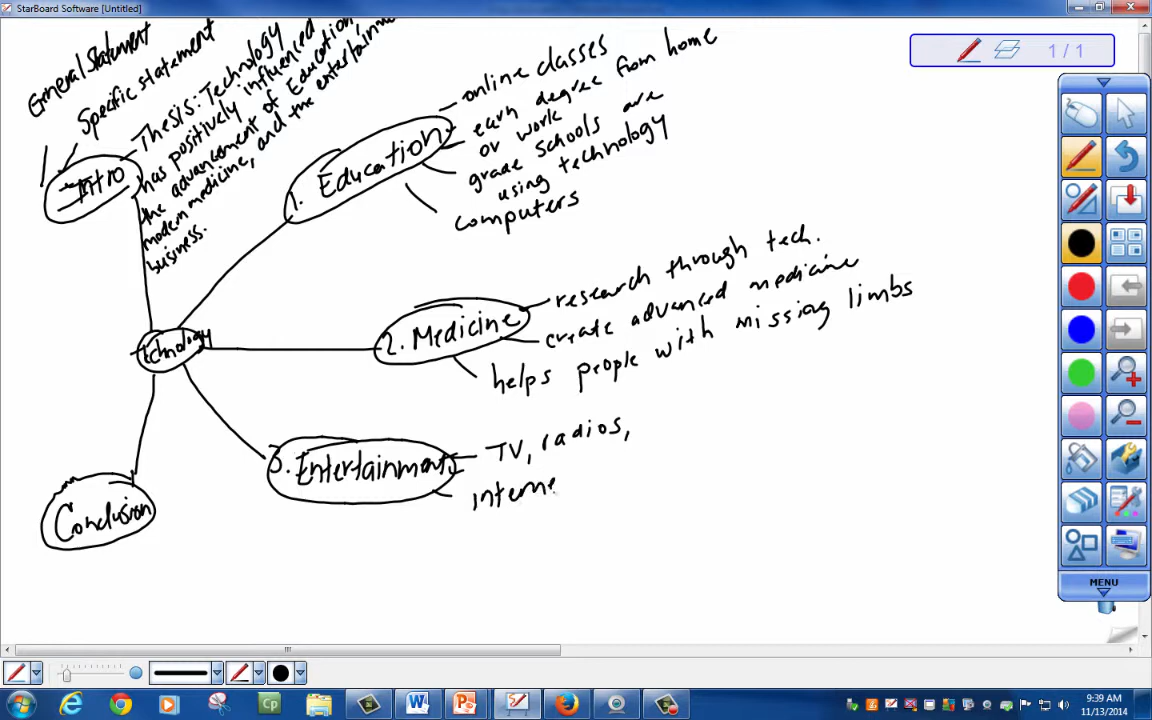 StarBoard Software [Untitled]
General Statement
Specific statement
Thesis: Technology
has positively influenced
the advancement of Education,
modern medicine, and the entertainme
business.
Intro
1. Education
online classes
earn degree from home
or work
grade schools are
using technology
computers
technology
2. Medicine
research through tech.
create advanced medicine
helps people with missing limbs
3. Entertainment
TV, radios,
interne
Conclusion
1 / 1
MENU
9:39 AM
11/13/2014